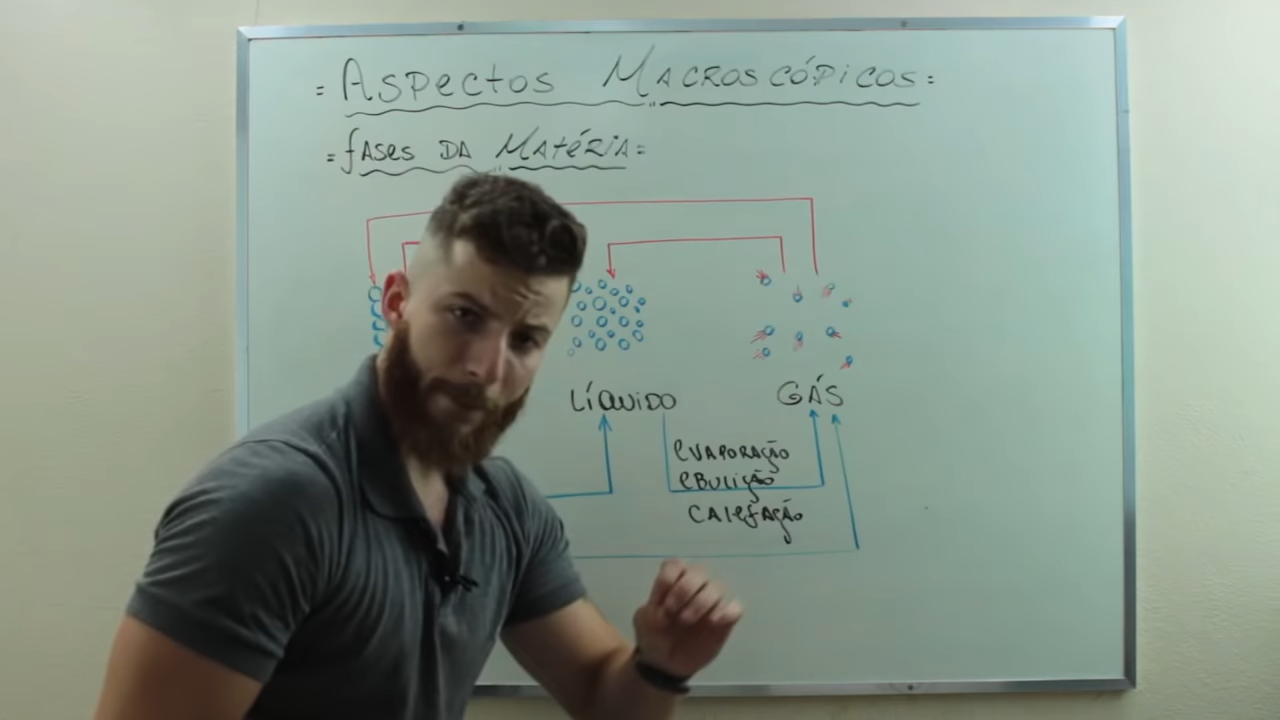 = Aspectos Macroscópicos =
= fases da Matéria =
LÍQUIDO
GÁS
evaporação
ebulição
calefação